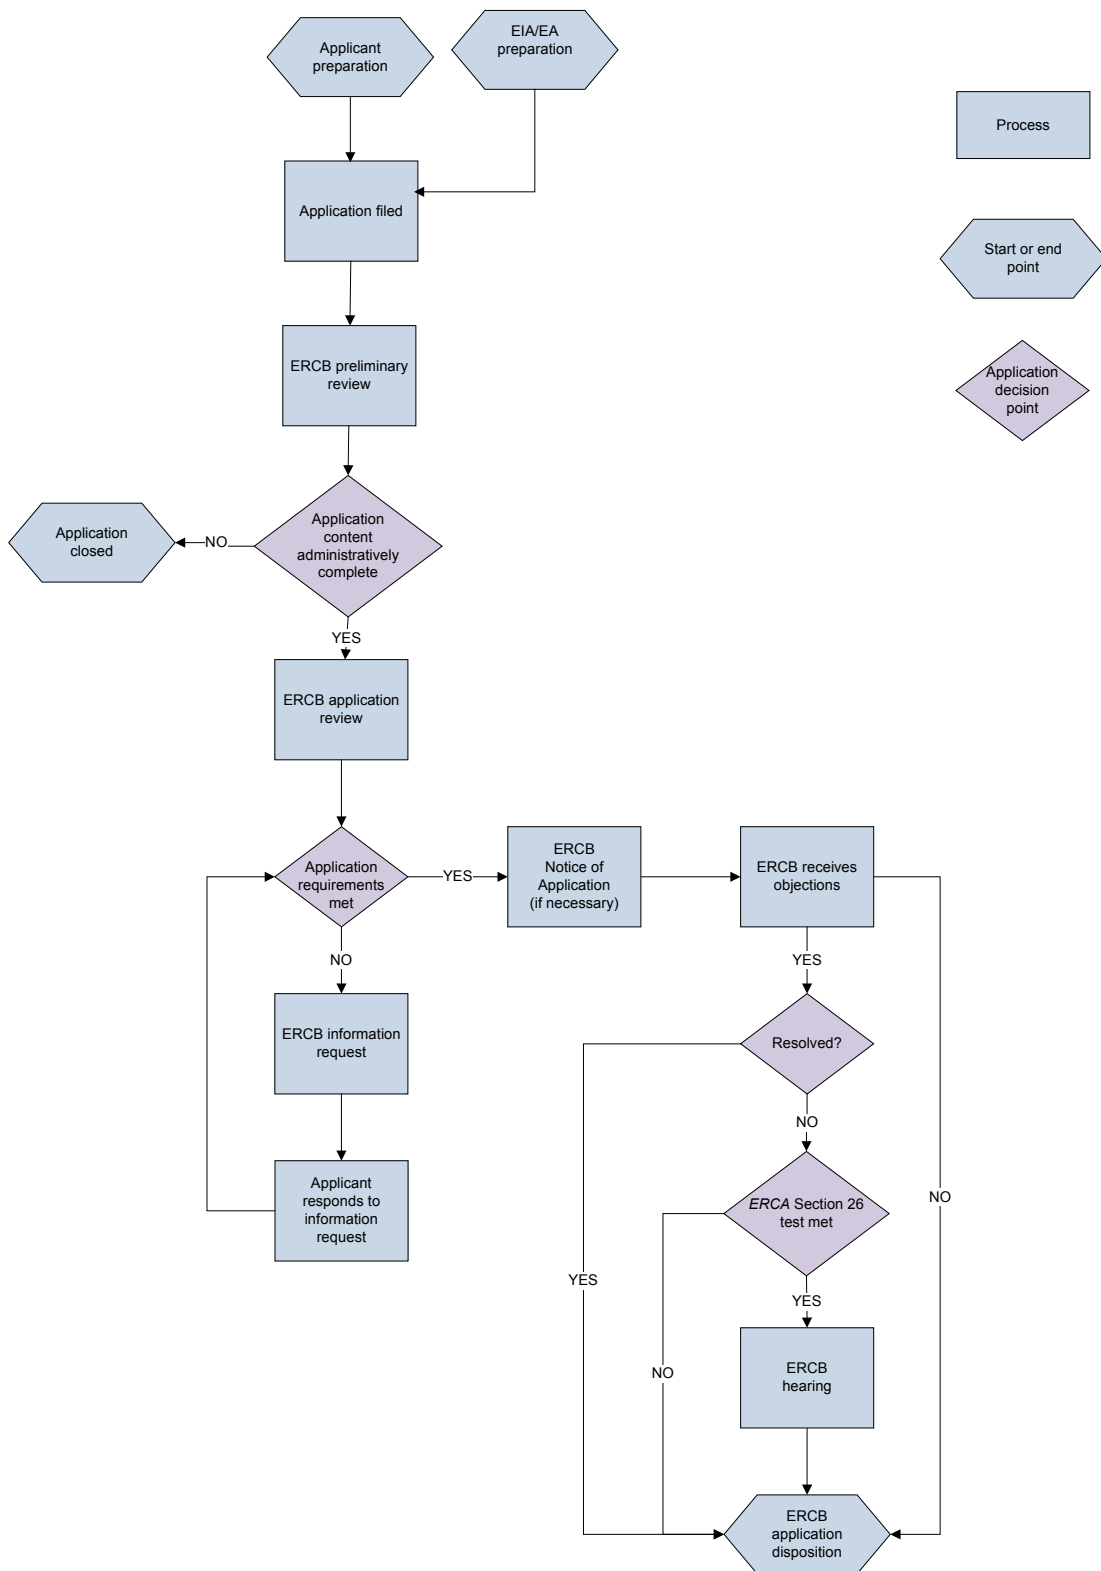 Applicant
preparation
EIA/EA
preparation
Application filed
ERCB preliminary
review
Application
content
administratively
complete
NO
Application
closed
YES
ERCB application
review
Application
requirements
met
YES
NO
ERCB information
request
Applicant
responds to
information
request
ERCB
Notice of
Application
(if necessary)
ERCB receives
objections
YES
NO
Resolved?
YES
NO
ERCA Section 26
test met
NO
YES
ERCB
hearing
ERCB
application
disposition
Process
Start or end
point
Application
decision
point